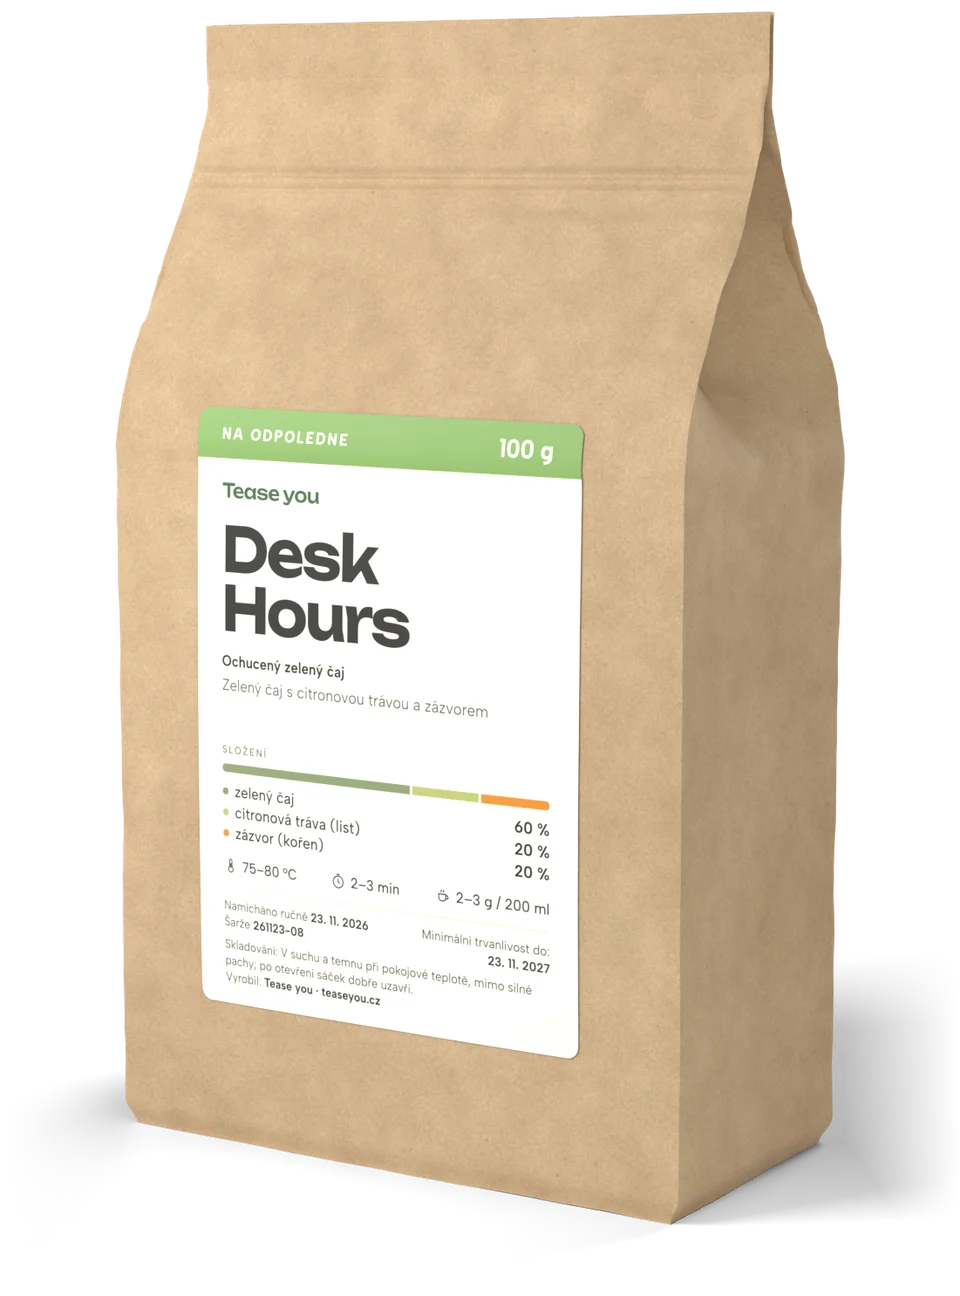 NA ODPOLEDNE 100 g
Tease you
Desk
Hours
Ochucený zelený čaj
Zelený čaj s citronovou trávou a zázvorem
SLOŽENÍ
zelený čaj 60 %
citronová tráva (list) 20 %
zázvor (kořen) 20 %
75–80 °C 2–3 min 2–3 g / 200 ml
Namícháno ručně 23. 11. 2026
Šarže 261123-08
Minimální trvanlivost do:
23. 11. 2027
Skladování: V suchu a temnu při pokojové teplotě, mimo silné
pachy; po otevření sáček dobře uzavři.
Vyrobil: Tease you · teaseyou.cz